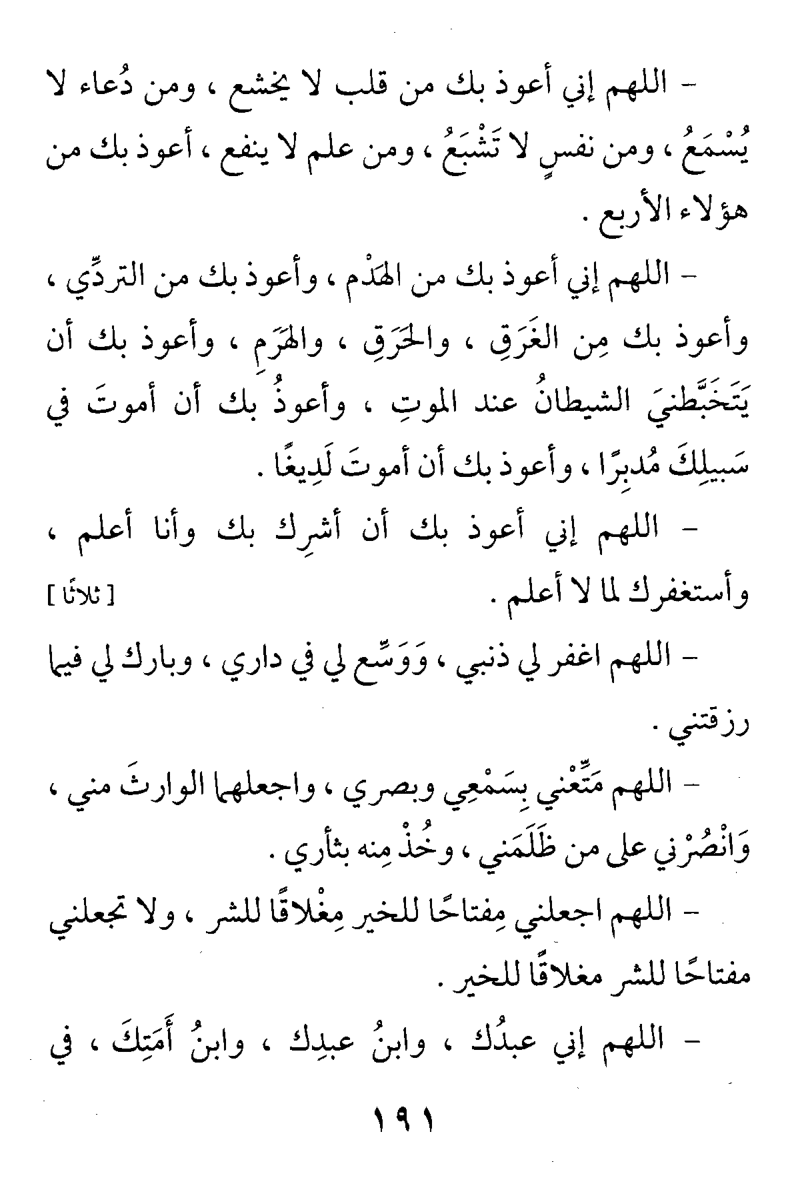 – اللهم إني أعوذ بك من قلب لا يخشع ، ومن دُعاء لا
يُسْمَعُ ، ومن نفسٍ لا تَشْبَعُ ، ومن علم لا ينفع ، أعوذ بك من
هؤلاء الأربع .
– اللهم إني أعوذ بك من الهَدْم ، وأعوذ بك من التردِّي ،
وأعوذ بك مِن الغَرَقِ ، والحَرَقِ ، والهَرَمِ ، وأعوذ بك أن
يَتَخَبَّطنيَ الشيطانُ عند الموتِ ، وأعوذُ بك أن أموتَ في
سَبيلِكَ مُدبِرًا ، وأعوذ بك أن أموتَ لَدِيغًا .
– اللهم إني أعوذ بك أن أشرِك بك وأنا أعلم ،
وأستغفرك لما لا أعلم . [ ثلاثًا ]
– اللهم اغفر لي ذنبي ، وَوَسِّع لي في داري ، وبارك لي فيما
رزقتني .
– اللهم مَتِّعْني بِسَمْعِي وبصري ، واجعلهما الوارثَ مني ،
وَانْصُرْني على من ظَلَمَني ، وخُذْ مِنه بثأري .
– اللهم اجعلني مِفتاحًا للخير مِغْلاقًا للشر ، ولا تجعلني
مفتاحًا للشر مغلاقًا للخير .
– اللهم إني عبدُك ، وابنُ عبدِك ، وابنُ أَمَتِكَ ، في
١٩١